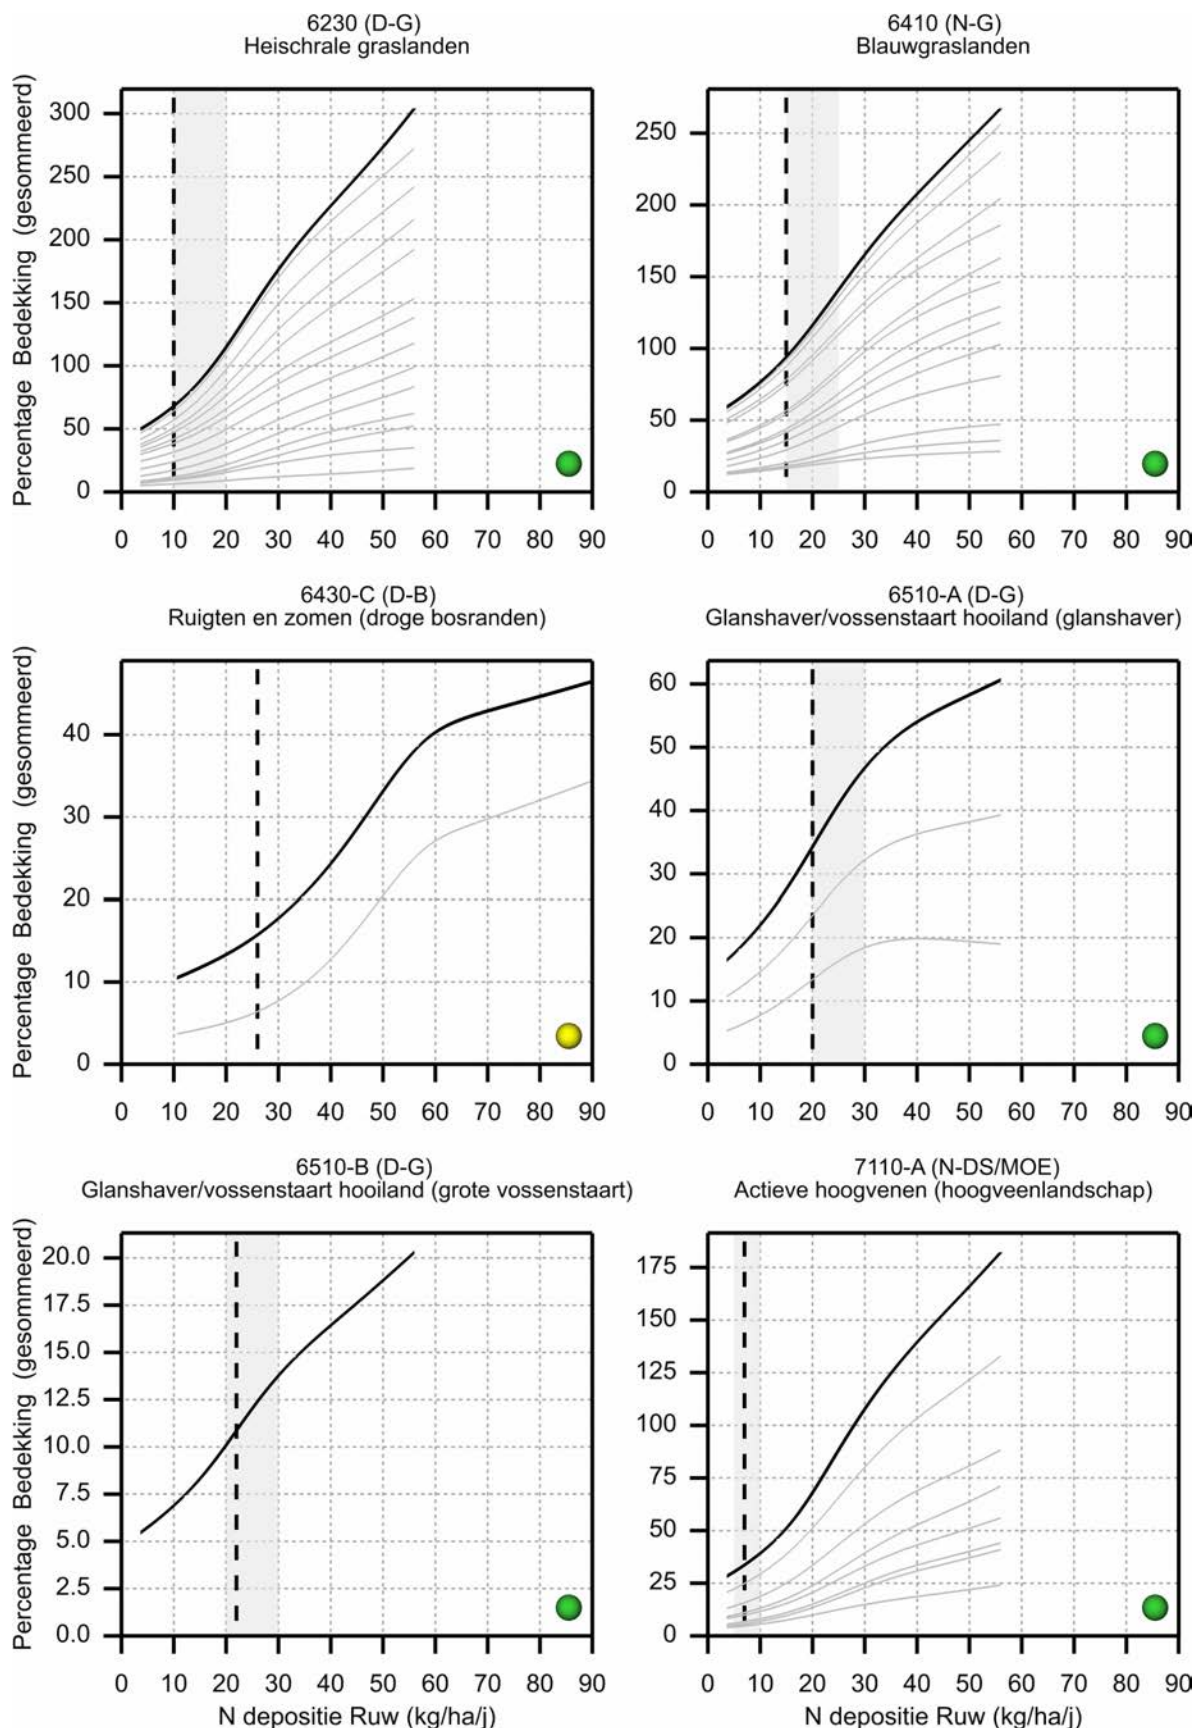 6230 (D-G)
Heischrale graslanden
Percentage Bedekking (gesommeerd)
300
250
200
150
100
50
0
0 10 20 30 40 50 60 70 80 90
6410 (N-G)
Blauwgraslanden
250
200
150
100
50
0
0 10 20 30 40 50 60 70 80 90
6430-C (D-B)
Ruigten en zomen (droge bosranden)
Percentage Bedekking (gesommeerd)
40
30
20
10
0
0 10 20 30 40 50 60 70 80 90
6510-A (D-G)
Glanshaver/vossenstaart hooiland (glanshaver)
60
50
40
30
20
10
0
0 10 20 30 40 50 60 70 80 90
6510-B (D-G)
Glanshaver/vossenstaart hooiland (grote vossenstaart)
Percentage Bedekking (gesommeerd)
20.0
17.5
15.0
12.5
10.0
7.5
5.0
2.5
0.0
0 10 20 30 40 50 60 70 80 90
N depositie Ruw (kg/ha/j)
7110-A (N-DS/MOE)
Actieve hoogvenen (hoogveenlandschap)
175
150
125
100
75
50
25
0
0 10 20 30 40 50 60 70 80 90
N depositie Ruw (kg/ha/j)